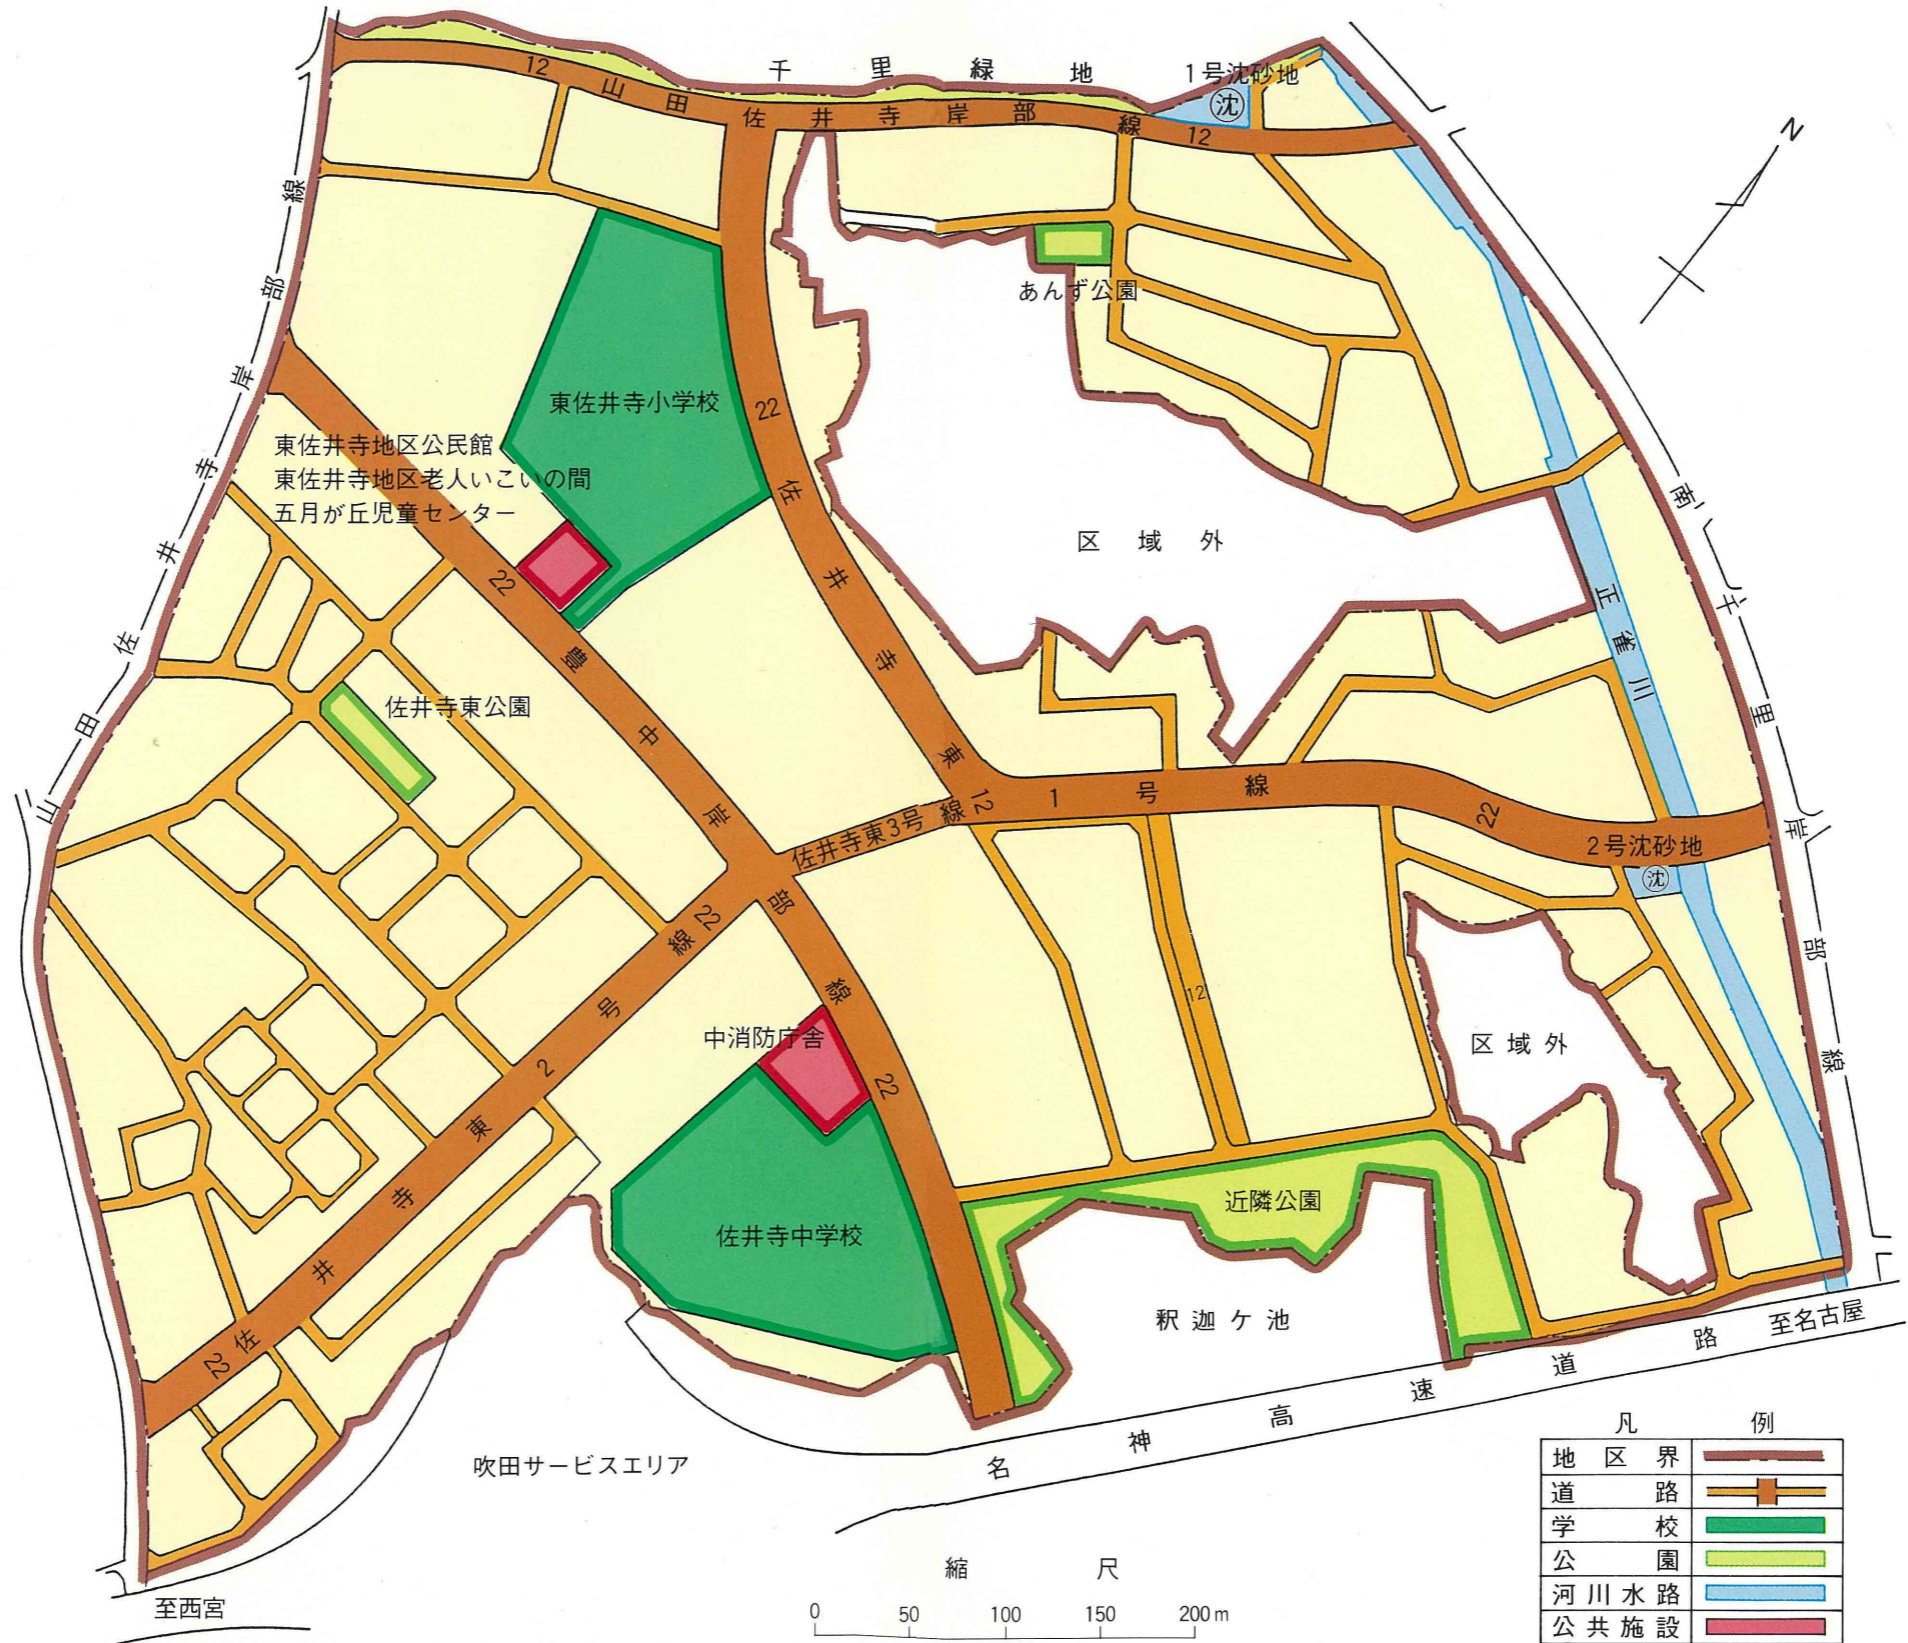 千里緑地
1号沈砂地
沈
12
山田佐井寺岸部線
12
N
山田佐井寺岸部線
あんず公園
東佐井寺小学校
22
佐井寺東1号線
22
東佐井寺地区公民館
東佐井寺地区老人いこいの間
五月が丘児童センター
区域外
南千里岸部線
正雀川
22
豊中岸部線
22
佐井寺東公園
12
佐井寺東3号線
2号沈砂地
沈
22
佐井寺東2号線
22
12
中消防庁舎
区域外
佐井寺中学校
近隣公園
釈迦ケ池
名神高速道路
至名古屋
吹田サービスエリア
至西宮
縮尺
0 50 100 150 200m
凡例
地区界
道路
学校
公園
河川水路
公共施設